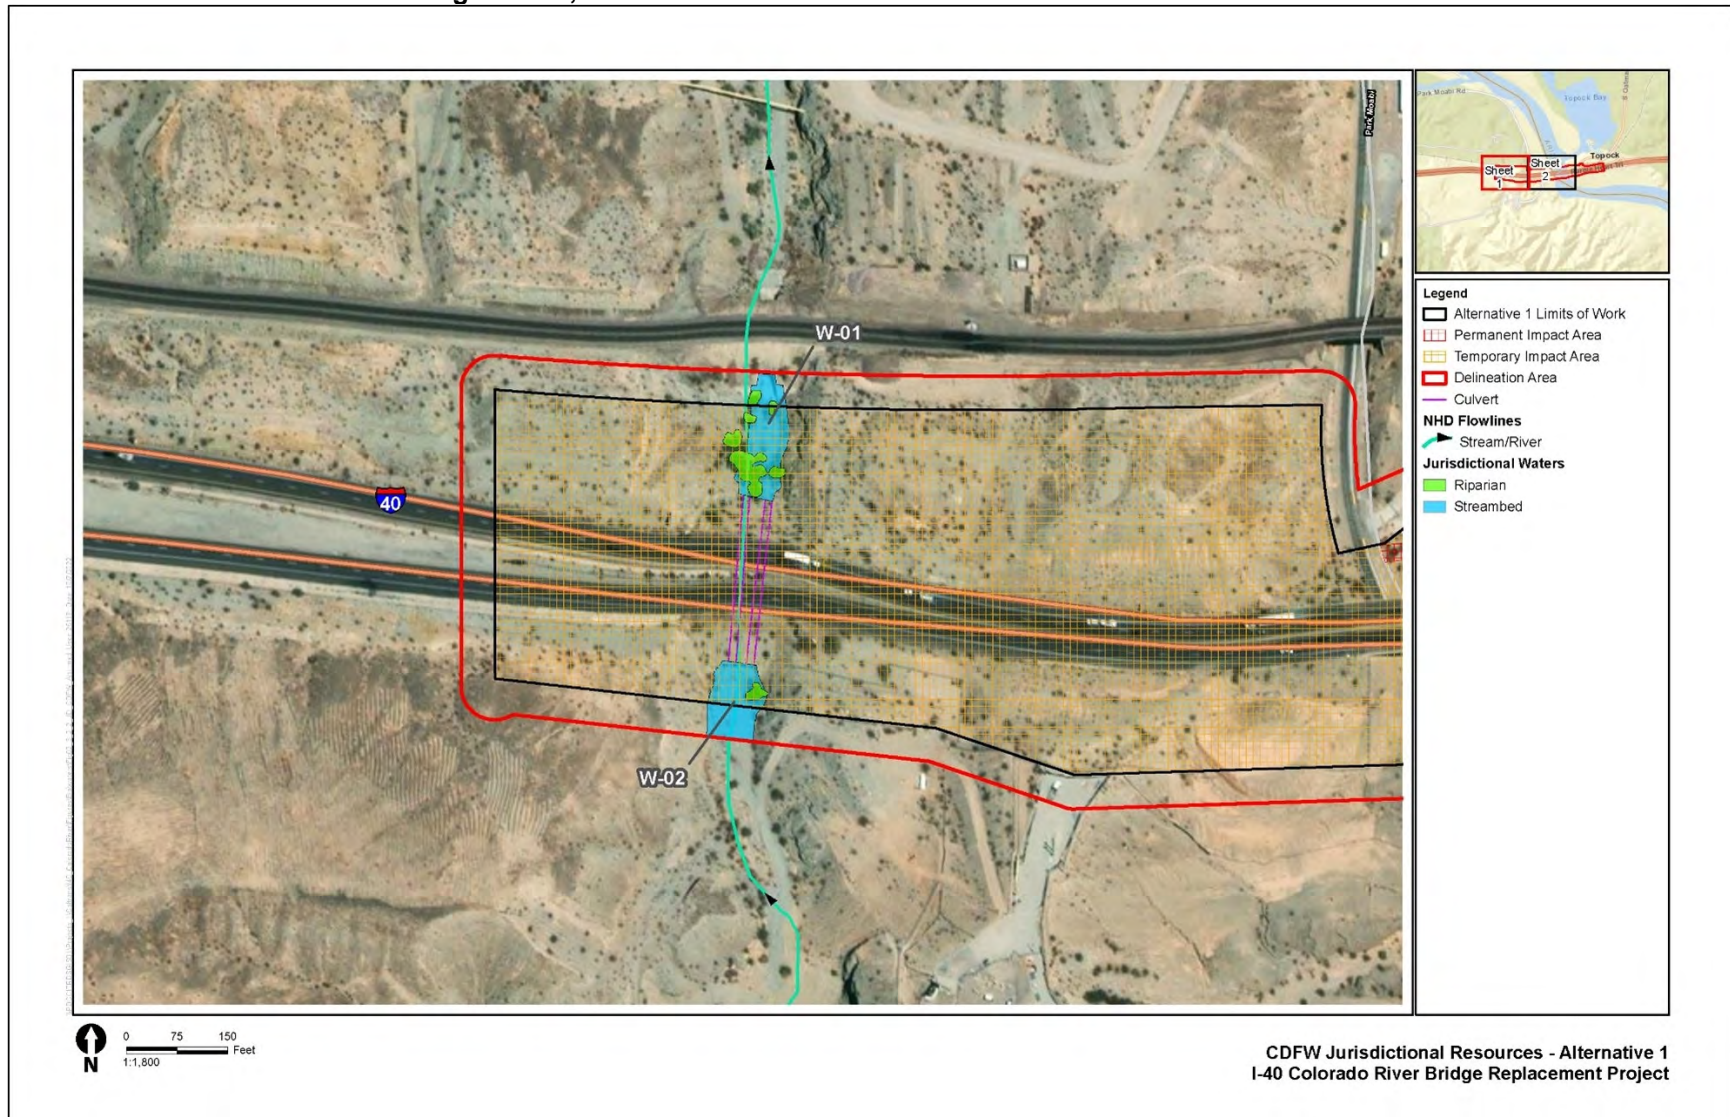 Park Moabi
W-01
40
W-02
Park Moabi Rd
Topock Bay
Topock
Sheet
1
Sheet
2
Legend
Alternative 1 Limits of Work
Permanent Impact Area
Temporary Impact Area
Delineation Area
Culvert
NHD Flowlines
Stream/River
Jurisdictional Waters
Riparian
Streambed
N
0 75 150
Feet
1:1,800
CDFW Jurisdictional Resources - Alternative 1
I-40 Colorado River Bridge Replacement Project